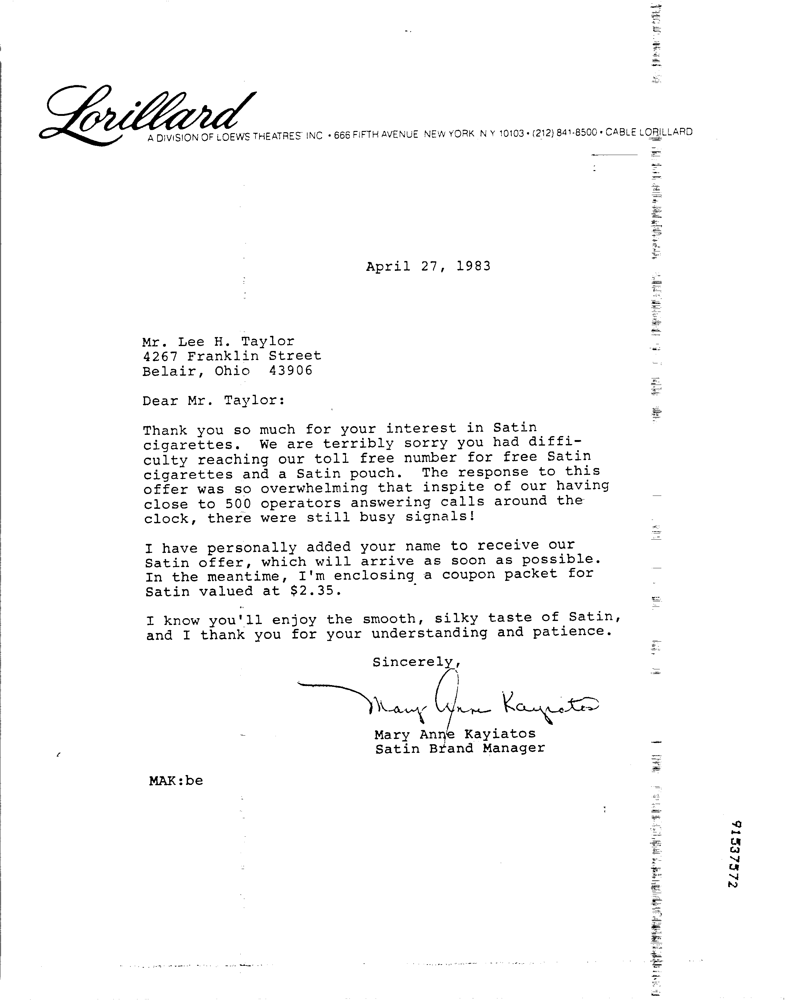 Lorillard
A DIVISION OF LOEWS THEATRES INC • 666 FIFTH AVENUE NEW YORK N Y 10103 • (212) 841-8500 • CABLE LORILLARD
April 27, 1983
Mr. Lee H. Taylor
4267 Franklin Street
Belair, Ohio 43906
Dear Mr. Taylor:
Thank you so much for your interest in Satin
cigarettes. We are terribly sorry you had diffi-
culty reaching our toll free number for free Satin
cigarettes and a Satin pouch. The response to this
offer was so overwhelming that inspite of our having
close to 500 operators answering calls around the
clock, there were still busy signals!
I have personally added your name to receive our
Satin offer, which will arrive as soon as possible.
In the meantime, I'm enclosing a coupon packet for
Satin valued at $2.35.
I know you'll enjoy the smooth, silky taste of Satin,
and I thank you for your understanding and patience.
Sincerely,
Mary Anne Kayiatos
Mary Anne Kayiatos
Satin Brand Manager
MAK:be
91537572